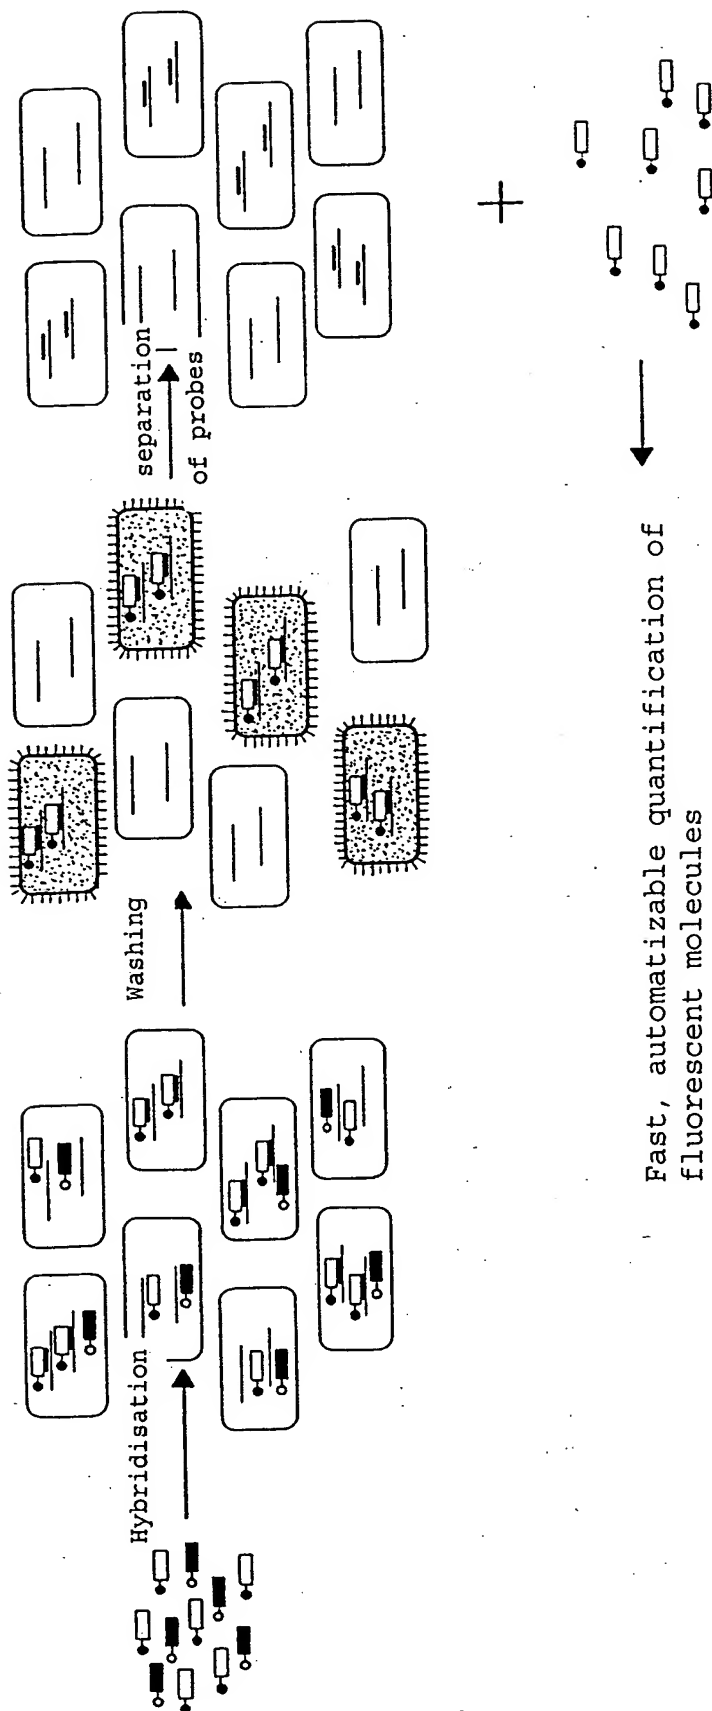 Hybridisation
Washing
separation
of probes
+
Fast, automatizable quantification of
fluorescent molecules